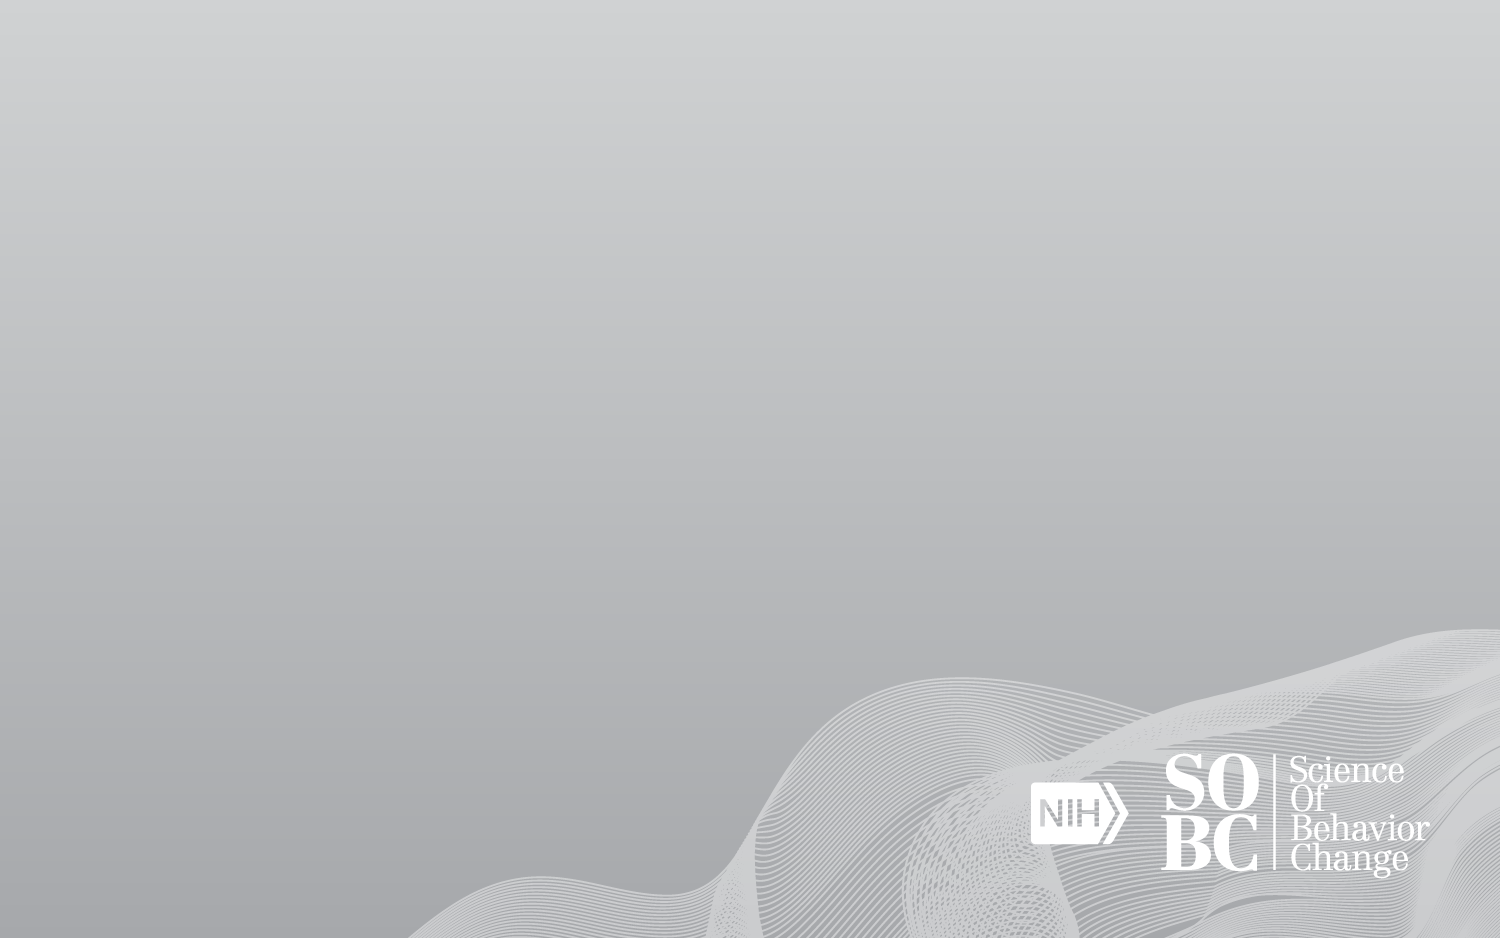 NIH
SO
BC
Science
Of
Behavior
Change